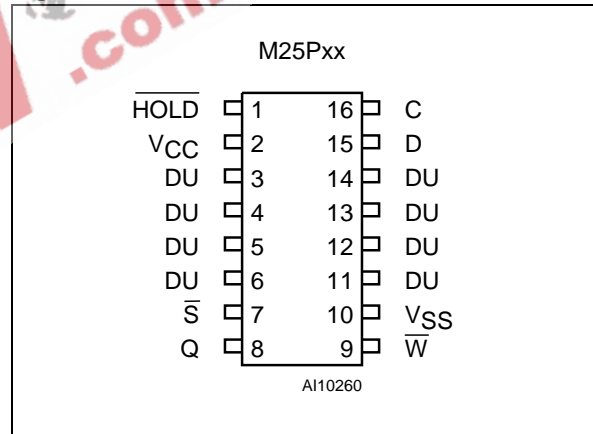 .com
M25Pxx
HOLD 1 16 C
VCC 2 15 D
DU 3 14 DU
DU 4 13 DU
DU 5 12 DU
DU 6 11 DU
S 7 10 VSS
Q 8 9 W
AI10260